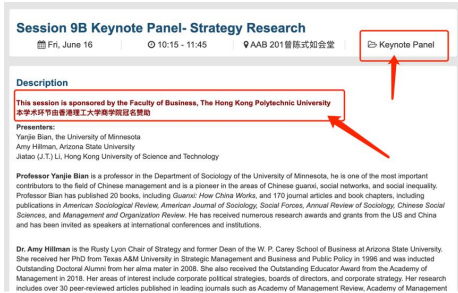 Session 9B Keynote Panel- Strategy Research
Fri, June 16 10:15 - 11:45 AAB 201曾陈式如会堂 Keynote Panel
Description
This session is sponsored by the Faculty of Business, The Hong Kong Polytechnic University
本学术环节由香港理工大学商学院冠名赞助
Presenters:
Yanjie Bian, the University of Minnesota
Amy Hillman, Arizona State University
Jiatao (J.T.) Li, Hong Kong University of Science and Technology
Professor Yanjie Bian is a professor in the Department of Sociology of the University of Minnesota, he is one of the most important
contributors to the field of Chinese management and is a pioneer in the areas of Chinese guanxi, social networks, and social inequality.
Professor Bian has published 20 books, including Guanxi: How China Works, and 170 journal articles and book chapters, including
publications in American Sociological Review, American Journal of Sociology, Social Forces, Annual Review of Sociology, Chinese Social
Sciences, and Management and Organization Review. He has received numerous research awards and grants from the US and China
and has been invited as speakers at international conferences and institutions.
Dr. Amy Hillman is the Rusty Lyon Chair of Strategy and former Dean of the W. P. Carey School of Business at Arizona State University.
She received her PhD from Texas A&M University in Strategic Management and Business and Public Policy in 1996 and was inducted
Outstanding Doctoral Alumni from her alma mater in 2008. She also received the Outstanding Educator Award from the Academy of
Management in 2018. Her areas of interest include corporate political strategies, boards of directors, and corporate strategy. Her research
includes over 30 peer-reviewed articles published in leading journals such as Academy of Management Review, Academy of Management